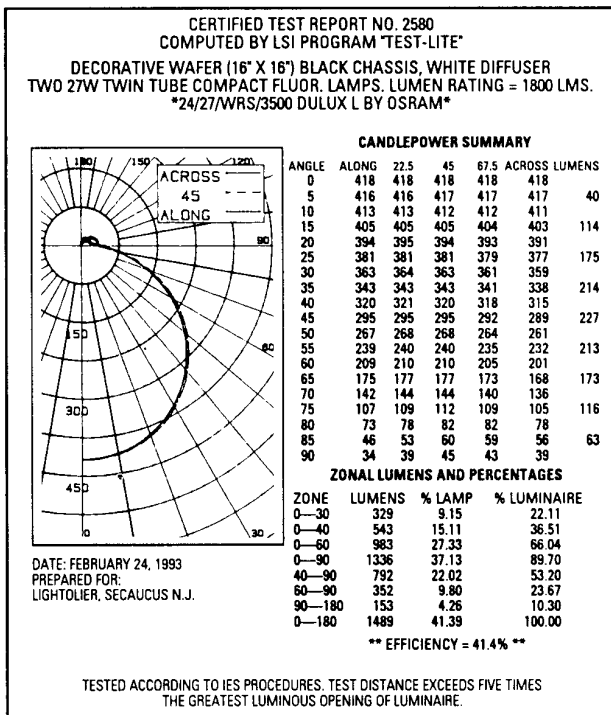 CERTIFIED TEST REPORT NO. 2580
COMPUTED BY LSI PROGRAM "TEST-LITE"
DECORATIVE WAFER (16" X 16") BLACK CHASSIS, WHITE DIFFUSER
TWO 27W TWIN TUBE COMPACT FLUOR. LAMPS. LUMEN RATING = 1800 LMS.
*24/27/WRS/3500 DULUX L BY OSRAM*
180 150 120
ACROSS
45
ALONG
90
150
60
300
450
0 30
DATE: FEBRUARY 24, 1993
PREPARED FOR:
LIGHTOLIER, SECAUCUS N.J.
CANDLEPOWER SUMMARY
ANGLE ALONG 22.5 45 67.5 ACROSS LUMENS
0 418 418 418 418 418
5 416 416 417 417 417 40
10 413 413 412 412 411
15 405 405 405 404 403 114
20 394 395 394 393 391
25 381 381 381 379 377 175
30 363 364 363 361 359
35 343 343 343 341 338 214
40 320 321 320 318 315
45 295 295 295 292 289 227
50 267 268 268 264 261
55 239 240 240 235 232 213
60 209 210 210 205 201
65 175 177 177 173 168 173
70 142 144 144 140 136
75 107 109 112 109 105 116
80 73 78 82 82 78
85 46 53 60 59 56 63
90 34 39 45 43 39
ZONAL LUMENS AND PERCENTAGES
ZONE LUMENS % LAMP % LUMINAIRE
0—30 329 9.15 22.11
0—40 543 15.11 36.51
0—60 983 27.33 66.04
0—90 1336 37.13 89.70
40—90 792 22.02 53.20
60—90 352 9.80 23.67
90—180 153 4.26 10.30
0—180 1489 41.39 100.00
** EFFICIENCY = 41.4% **
TESTED ACCORDING TO IES PROCEDURES. TEST DISTANCE EXCEEDS FIVE TIMES
THE GREATEST LUMINOUS OPENING OF LUMINAIRE.